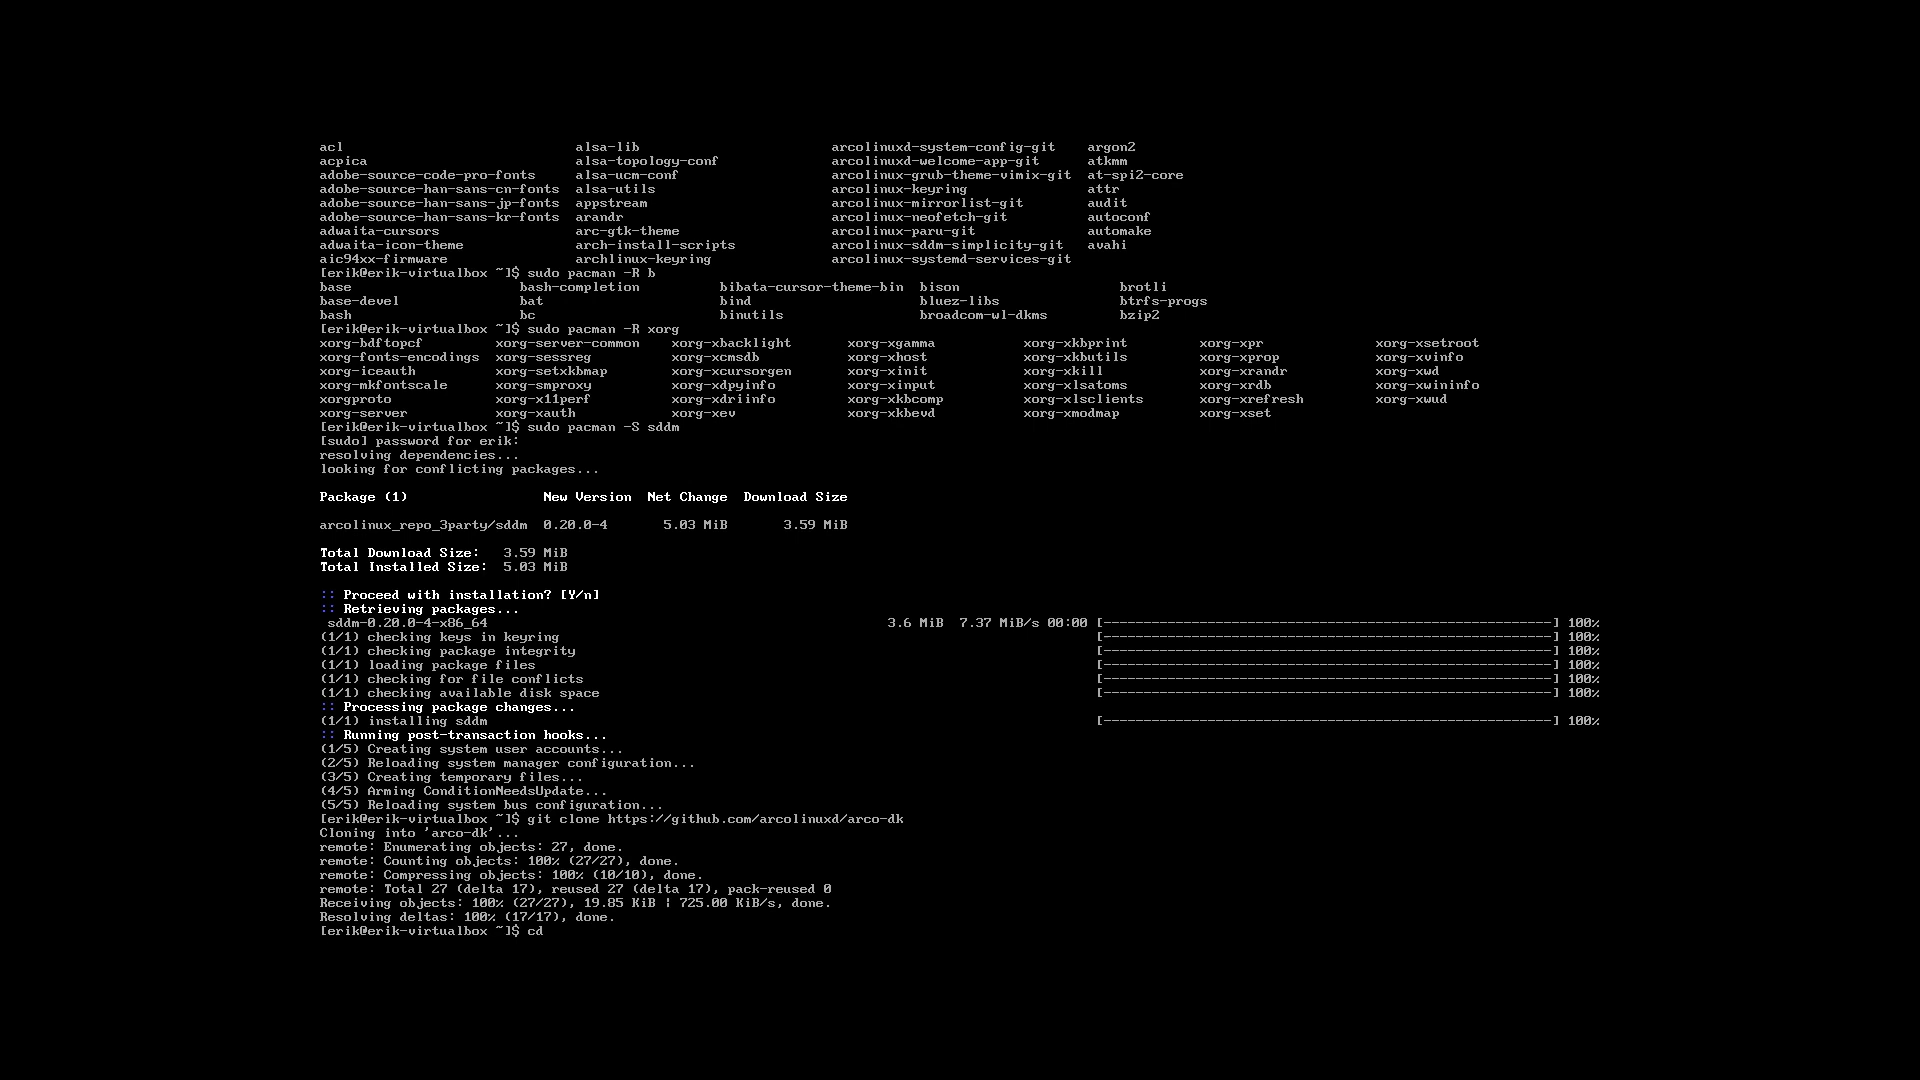 acl                             alsa-lib                        arcolinuxd-system-config-git    argon2
acpica                          alsa-topology-conf              arcolinuxd-welcome-app-git      atkmm
adobe-source-code-pro-fonts     alsa-ucm-conf                   arcolinux-grub-theme-vimix-git  at-spi2-core
adobe-source-han-sans-cn-fonts  alsa-utils                      arcolinux-keyring               attr
adobe-source-han-sans-jp-fonts  appstream                       arcolinux-mirrorlist-git        audit
adobe-source-han-sans-kr-fonts  arandr                          arcolinux-neofetch-git          autoconf
adwaita-cursors                 arc-gtk-theme                   arcolinux-paru-git              automake
adwaita-icon-theme              arch-install-scripts            arcolinux-sddm-simplicity-git   avahi
aic94xx-firmware                archlinux-keyring               arcolinux-systemd-services-git
[erik@erik-virtualbox ~]$ sudo pacman -R b
base                     bash-completion          bibata-cursor-theme-bin  bison                    brotli
base-devel               bat                      bind                     bluez-libs               btrfs-progs
bash                     bc                       binutils                 broadcom-wl-dkms         bzip2
[erik@erik-virtualbox ~]$ sudo pacman -R xorg
xorg-bdftopcf         xorg-server-common    xorg-xbacklight       xorg-xgamma           xorg-xkbprint         xorg-xpr              xorg-xsetroot
xorg-fonts-encodings  xorg-sessreg          xorg-xcmsdb           xorg-xhost            xorg-xkbutils         xorg-xprop            xorg-xvinfo
xorg-iceauth          xorg-setxkbmap        xorg-xcursorgen       xorg-xinit            xorg-xkill            xorg-xrandr           xorg-xwd
xorg-mkfontscale      xorg-smproxy          xorg-xdpyinfo         xorg-xinput           xorg-xlsatoms         xorg-xrdb             xorg-xwininfo
xorgproto             xorg-x11perf          xorg-xdriinfo         xorg-xkbcomp          xorg-xlsclients       xorg-xrefresh         xorg-xwud
xorg-server           xorg-xauth            xorg-xev              xorg-xkbevd           xorg-xmodmap          xorg-xset
[erik@erik-virtualbox ~]$ sudo pacman -S sddm
[sudo] password for erik:
resolving dependencies...
looking for conflicting packages...
Package (1)                 New Version  Net Change  Download Size
arcolinux_repo_3party/sddm  0.20.0-4       5.03 MiB       3.59 MiB
Total Download Size:   3.59 MiB
Total Installed Size:  5.03 MiB
:: Proceed with installation? [Y/n]
:: Retrieving packages...
 sddm-0.20.0-4-x86_64    3.6 MiB  7.37 MiB/s 00:00 [--------------------------------------------------------] 100%
(1/1) checking keys in keyring    [--------------------------------------------------------] 100%
(1/1) checking package integrity    [--------------------------------------------------------] 100%
(1/1) loading package files    [--------------------------------------------------------] 100%
(1/1) checking for file conflicts    [--------------------------------------------------------] 100%
(1/1) checking available disk space    [--------------------------------------------------------] 100%
:: Processing package changes...
(1/1) installing sddm    [--------------------------------------------------------] 100%
:: Running post-transaction hooks...
(1/5) Creating system user accounts...
(2/5) Reloading system manager configuration...
(3/5) Creating temporary files...
(4/5) Arming ConditionNeedsUpdate...
(5/5) Reloading system bus configuration...
[erik@erik-virtualbox ~]$ git clone https://github.com/arcolinuxd/arco-dk
Cloning into 'arco-dk'...
remote: Enumerating objects: 27, done.
remote: Counting objects: 100% (27/27), done.
remote: Compressing objects: 100% (10/10), done.
remote: Total 27 (delta 17), reused 27 (delta 17), pack-reused 0
Receiving objects: 100% (27/27), 19.85 KiB | 725.00 KiB/s, done.
Resolving deltas: 100% (17/17), done.
[erik@erik-virtualbox ~]$ cd